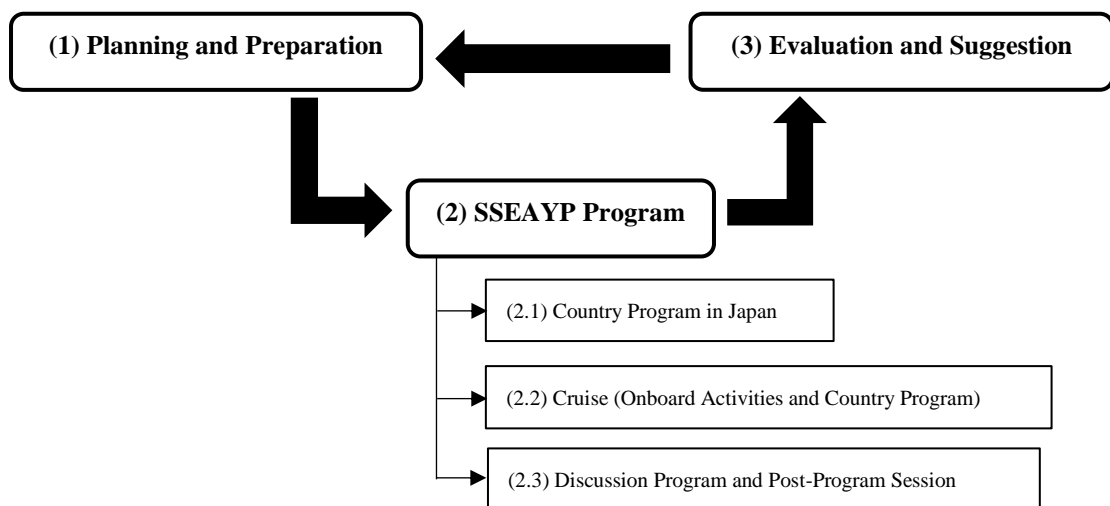 (1) Planning and Preparation
(3) Evaluation and Suggestion
(2) SSEAYP Program
(2.1) Country Program in Japan
(2.2) Cruise (Onboard Activities and Country Program)
(2.3) Discussion Program and Post-Program Session